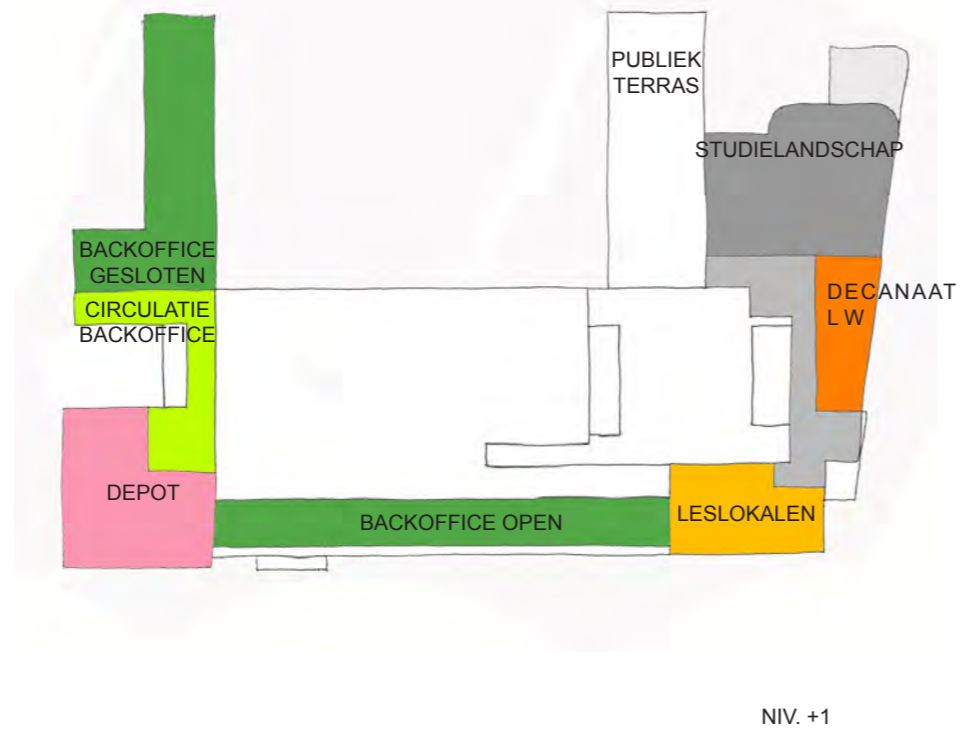 PUBLIEK
TERRAS
STUDIELANDSCHAP
BACKOFFICE
GESLOTEN
CIRCULATIE
BACKOFFICE
DECANAAT
L W
DEPOT
BACKOFFICE OPEN
LESLOKALEN
NIV. +1